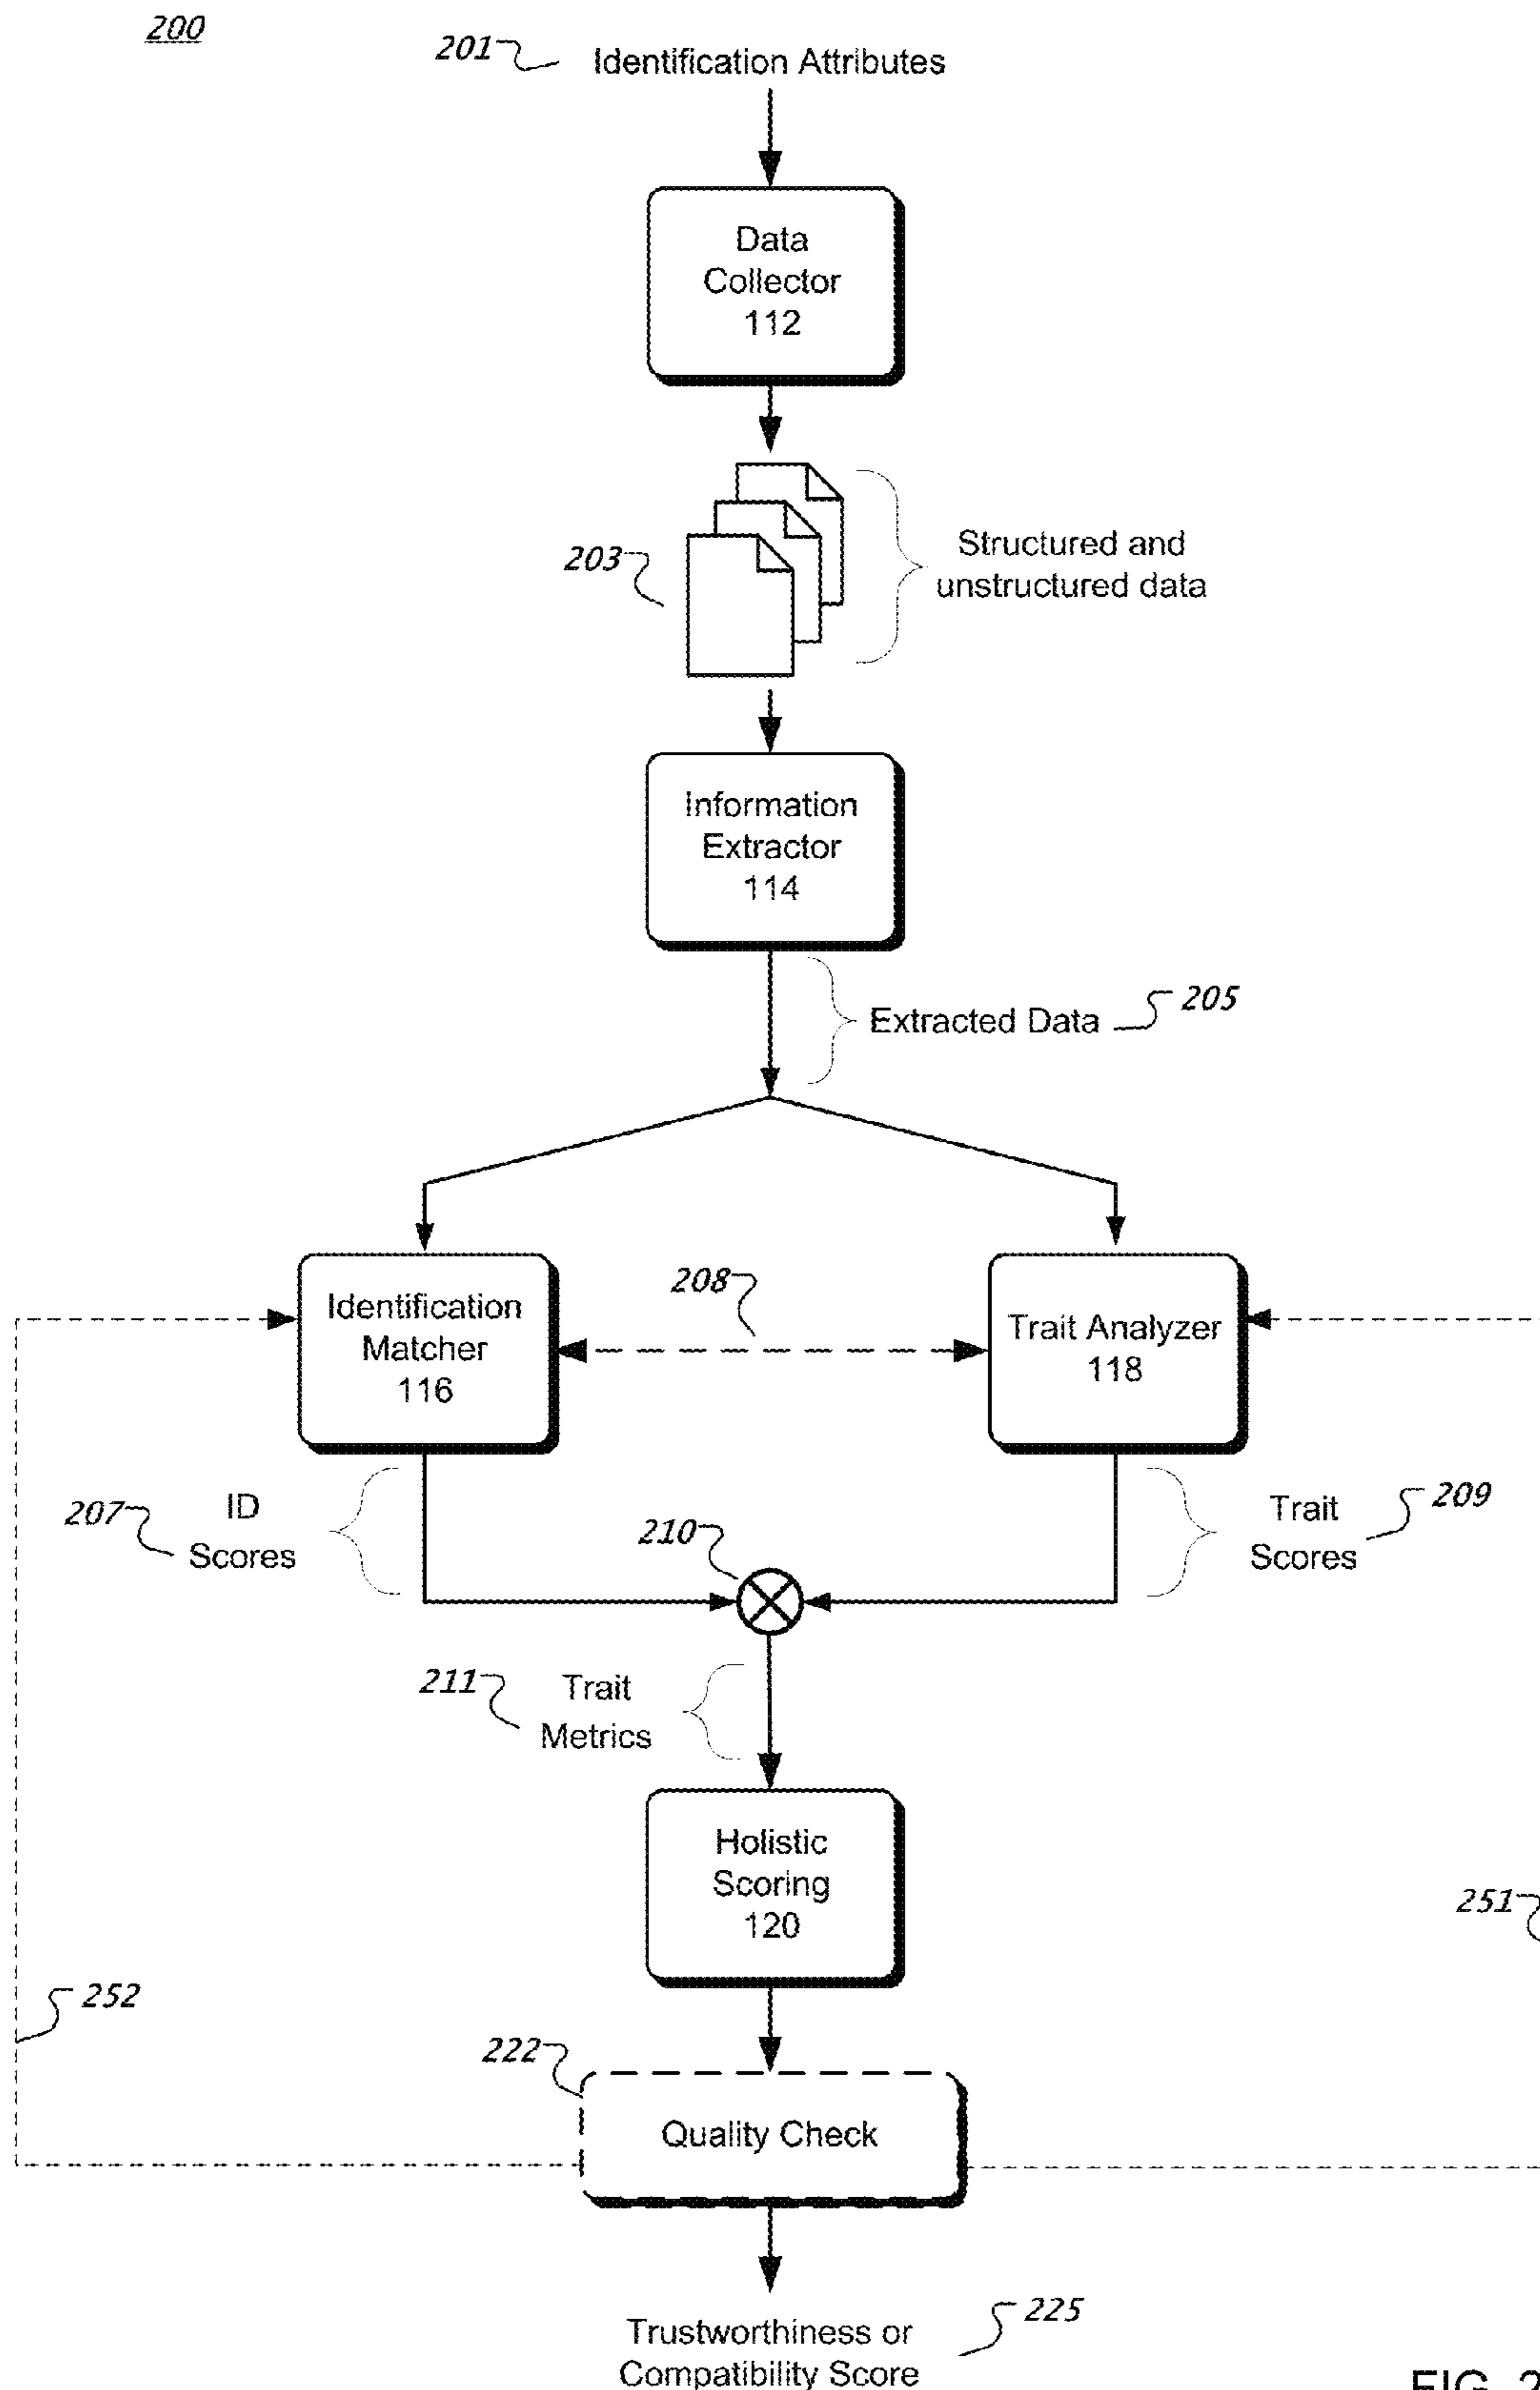 200
201 Identification Attributes
Data
Collector
112
203
Structured and
unstructured data
Information
Extractor
114
Extracted Data 205
208
Identification
Matcher
116
Trait Analyzer
118
207
ID
Scores
210
Trait
Scores
209
211
Trait
Metrics
Holistic
Scoring
120
251
252
222
Quality Check
Trustworthiness or
Compatibility Score
225
FIG. 2